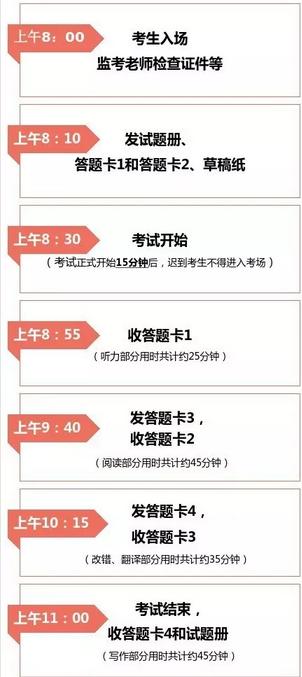 上午8：00
考生入场
监考老师检查证件等
上午8：10
发试题册、
答题卡1和答题卡2、草稿纸
上午8：30
考试开始
（考试正式开始15分钟后，迟到考生不得进入考场）
上午8：55
收答题卡1
（听力部分用时共计约25分钟）
上午9：40
发答题卡3，
收答题卡2
（阅读部分用时共计约45分钟）
上午10：15
发答题卡4，
收答题卡3
（改错、翻译部分用时共计约35分钟）
上午11：00
考试结束，
收答题卡4和试题册
（写作部分用时共计约45分钟）